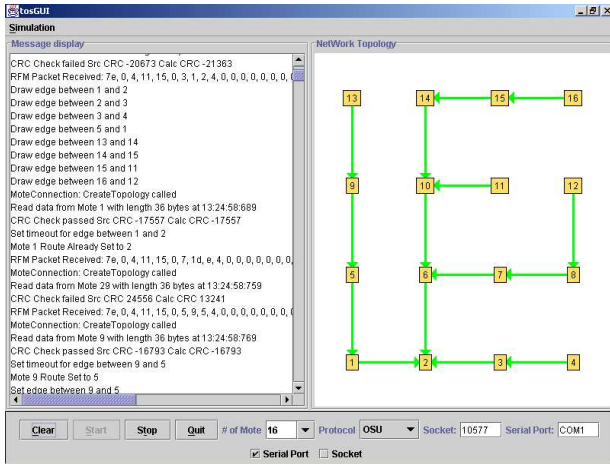 tosGUI
Simulation
Message display
CRC Check failed Src CRC -20673 Calc CRC -21363
RFM Packet Received: 7e, 0, 4, 11, 15, 0, 3, 1, 2, 4, 0, 0, 0, 0, 0, 0, 0,
Draw edge between 1 and 2
Draw edge between 2 and 3
Draw edge between 3 and 4
Draw edge between 5 and 1
Draw edge between 13 and 14
Draw edge between 14 and 15
Draw edge between 15 and 11
Draw edge between 16 and 12
MoteConnection: CreateTopology called
Read data from Mote 1 with length 36 bytes at 13:24:58:689
CRC Check passed Src CRC -17557 Calc CRC -17557
Set timeout for edge between 1 and 2
Mote 1 Route Already Set to 2
RFM Packet Received: 7e, 0, 4, 11, 15, 0, 7, 1d, e, 4, 0, 0, 0, 0, 0, 0, 0,
MoteConnection: CreateTopology called
Read data from Mote 29 with length 36 bytes at 13:24:58:759
CRC Check failed Src CRC 24556 Calc CRC 13241
RFM Packet Received: 7e, 0, 4, 11, 15, 0, 5, 9, 5, 4, 0, 0, 0, 0, 0, 0, 0,
MoteConnection: CreateTopology called
Read data from Mote 9 with length 36 bytes at 13:24:58:769
CRC Check passed Src CRC -16793 Calc CRC -16793
Set timeout for edge between 9 and 5
Mote 9 Route Set to 5
Set edge between 9 and 5
NetWork Topology
13 14 15 16
9 10 11 12
5 6 7 8
1 2 3 4
Clear Start Stop Quit # of Mote 16 Protocol OSU Socket: 10577 Serial Port: COM1
Serial Port Socket